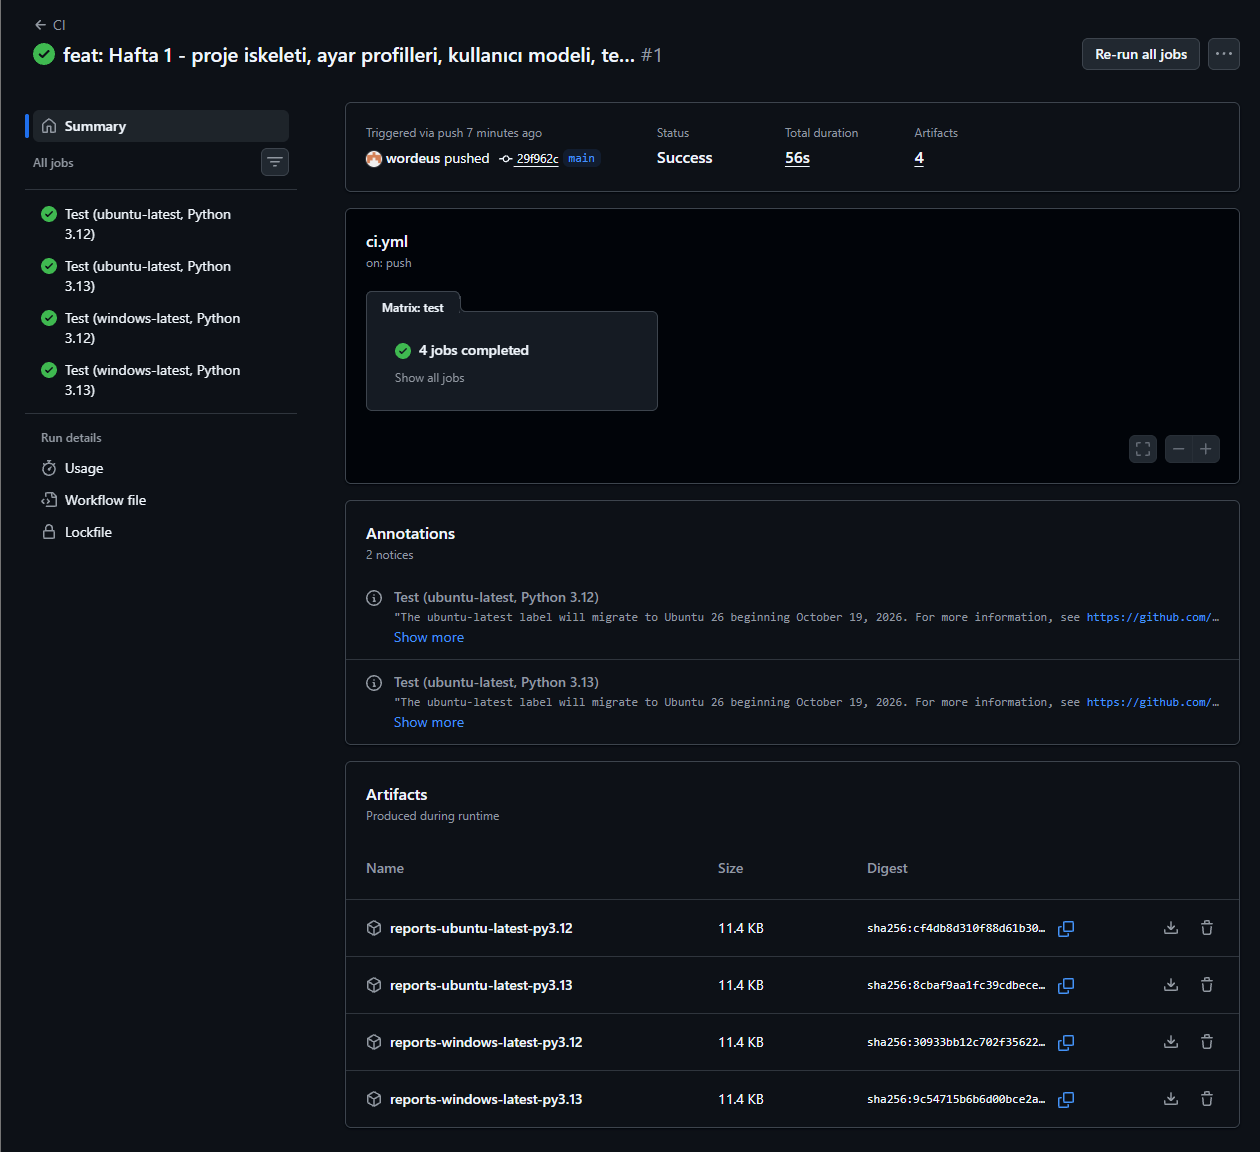 CI
feat: Hafta 1 - proje iskeleti, ayar profilleri, kullanıcı modeli, te... #1
Re-run all jobs
Summary
All jobs
Test (ubuntu-latest, Python 3.12)
Test (ubuntu-latest, Python 3.13)
Test (windows-latest, Python 3.12)
Test (windows-latest, Python 3.13)
Run details
Usage
Workflow file
Lockfile
Triggered via push 7 minutes ago
wordeus pushed 29f962c main
Status
Success
Total duration
56s
Artifacts
4
ci.yml
on: push
Matrix: test
4 jobs completed
Show all jobs
Annotations
2 notices
Test (ubuntu-latest, Python 3.12)
"The ubuntu-latest label will migrate to Ubuntu 26 beginning October 19, 2026. For more information, see https://github.com/…
Show more
Test (ubuntu-latest, Python 3.13)
"The ubuntu-latest label will migrate to Ubuntu 26 beginning October 19, 2026. For more information, see https://github.com/…
Show more
Artifacts
Produced during runtime
Name Size Digest
reports-ubuntu-latest-py3.12 11.4 KB sha256:cf4db8d310f88d61b30…
reports-ubuntu-latest-py3.13 11.4 KB sha256:8cbaf9aa1fc39cdbece…
reports-windows-latest-py3.12 11.4 KB sha256:30933bb12c702f35622…
reports-windows-latest-py3.13 11.4 KB sha256:9c54715b6b6d00bce2a…